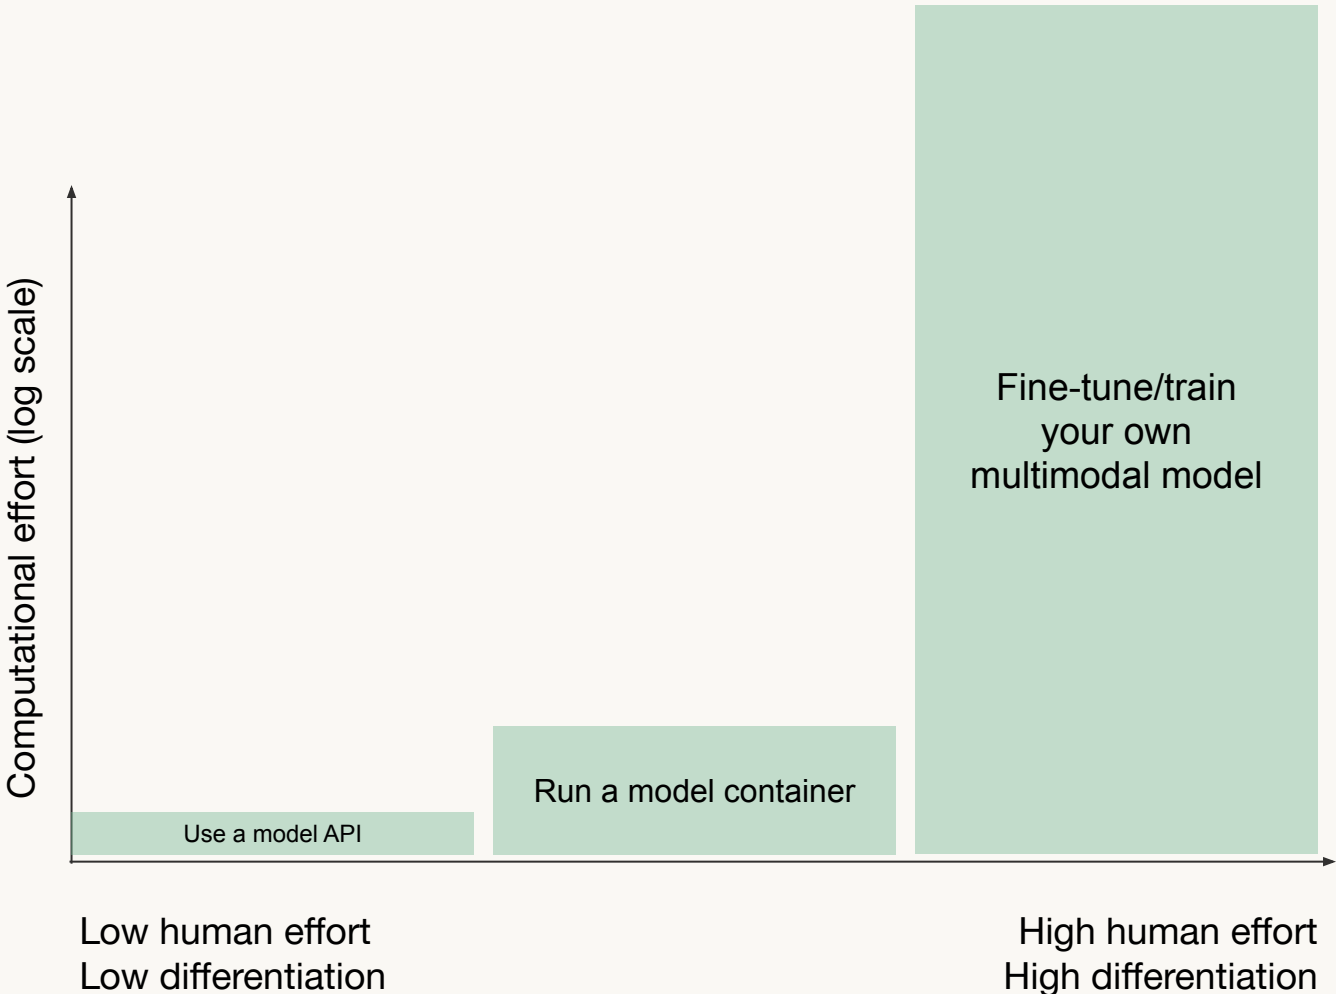 Computational effort (log scale)
Use a model API
Run a model container
Fine-tune/train
your own
multimodal model
Low human effort
Low differentiation
High human effort
High differentiation